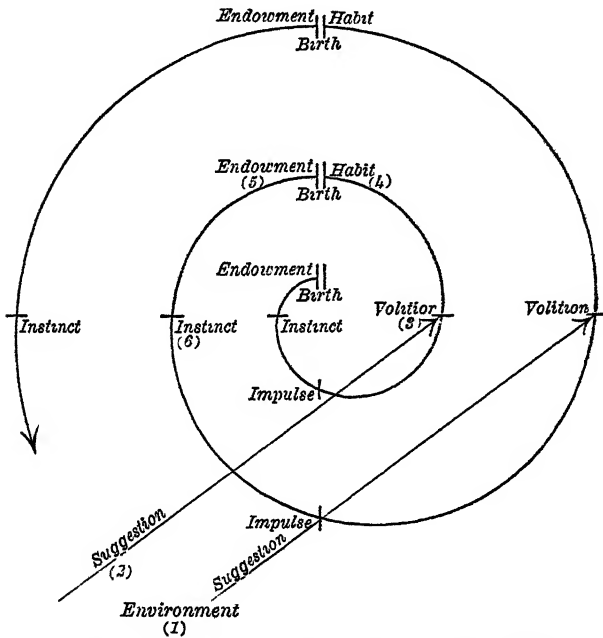 Endowment Habit
Birth
Endowment Habit
(5) (4)
Birth
Endowment
Birth
Instinct Instinct Instinct Volition Volition
(6) (3)
Impulse
Impulse
Suggestion Suggestion
(2)
Environment
(1)